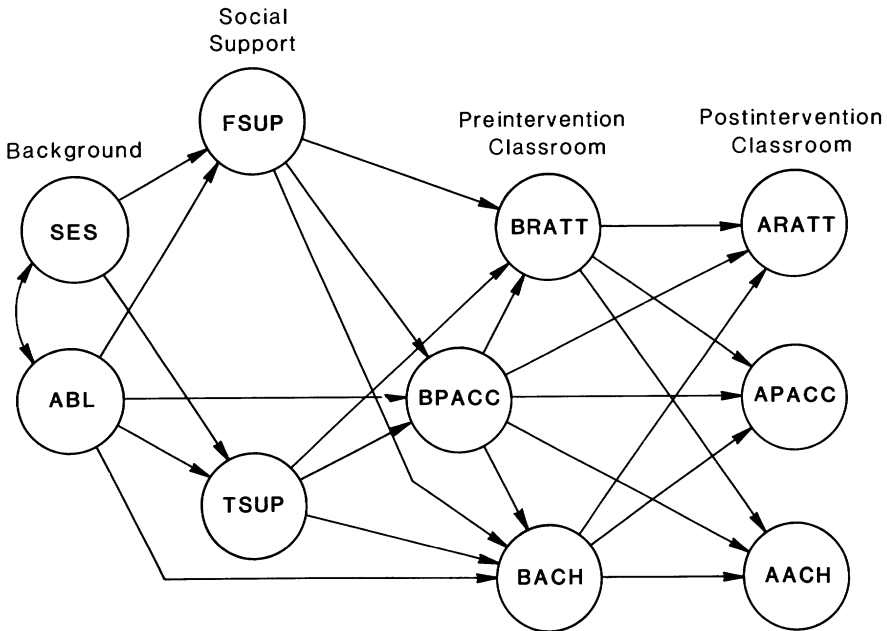 Social
Support
FSUP
Background
Preintervention
Classroom
Postintervention
Classroom
SES
BRATT
ARATT
ABL
BPACC
APACC
TSUP
BACH
AACH